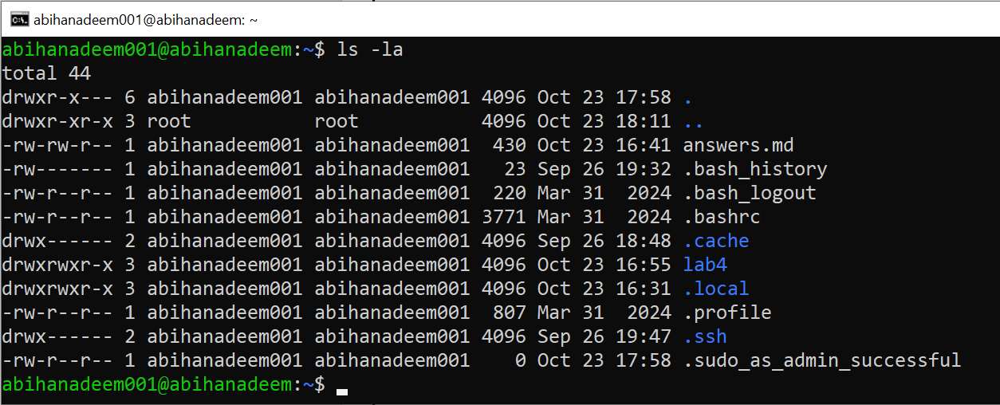 abihanadeem001@abihanadeem: ~
abihanadeem001@abihanadeem:~$ ls -la
total 44
drwxr-x--- 6 abihanadeem001 abihanadeem001 4096 Oct 23 17:58 .
drwxr-xr-x 3 root           root           4096 Oct 23 18:11 ..
-rw-rw-r-- 1 abihanadeem001 abihanadeem001  430 Oct 23 16:41 answers.md
-rw------- 1 abihanadeem001 abihanadeem001   23 Sep 26 19:32 .bash_history
-rw-r--r-- 1 abihanadeem001 abihanadeem001  220 Mar 31  2024 .bash_logout
-rw-r--r-- 1 abihanadeem001 abihanadeem001 3771 Mar 31  2024 .bashrc
drwx------ 2 abihanadeem001 abihanadeem001 4096 Sep 26 18:48 .cache
drwxrwxr-x 3 abihanadeem001 abihanadeem001 4096 Oct 23 16:55 lab4
drwxrwxr-x 3 abihanadeem001 abihanadeem001 4096 Oct 23 16:31 .local
-rw-r--r-- 1 abihanadeem001 abihanadeem001  807 Mar 31  2024 .profile
drwx------ 2 abihanadeem001 abihanadeem001 4096 Sep 26 19:47 .ssh
-rw-r--r-- 1 abihanadeem001 abihanadeem001    0 Oct 23 17:58 .sudo_as_admin_successful
abihanadeem001@abihanadeem:~$